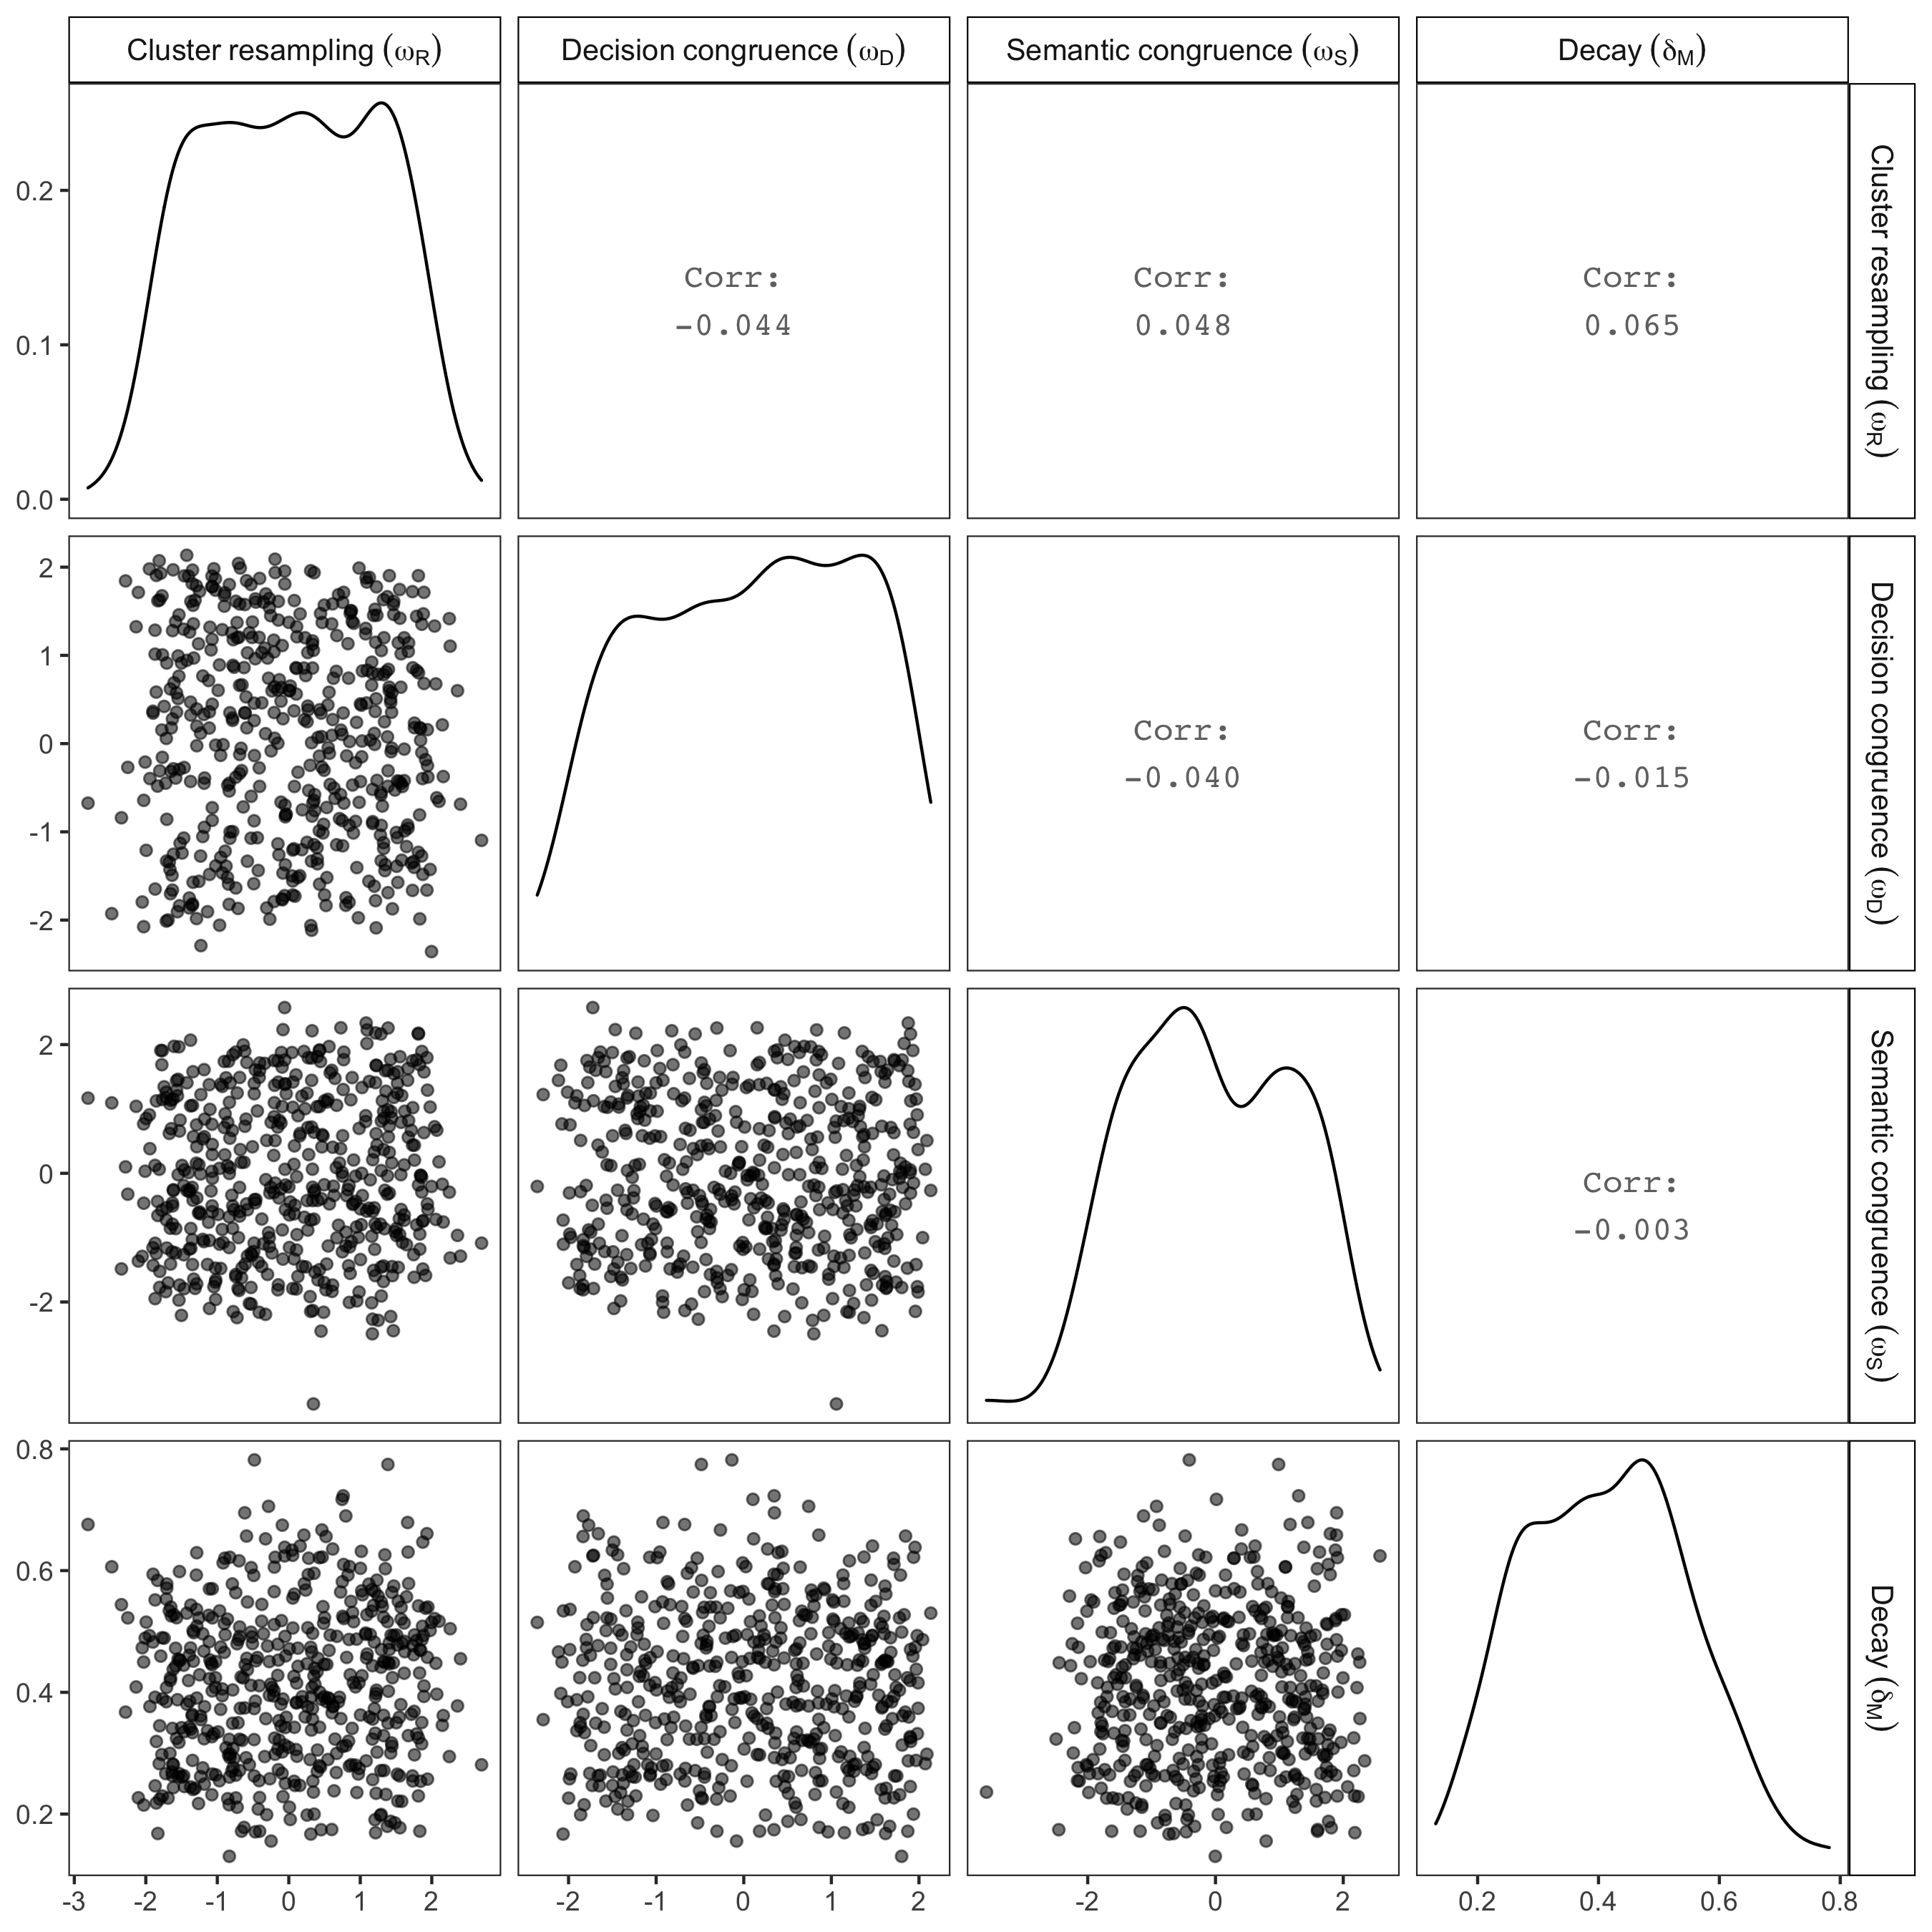 Cluster resampling (ωR)
Decision congruence (ωD)
Semantic congruence (ωS)
Decay (δM)
0.2
0.1
0.0
Corr:
-0.044
Corr:
0.048
Corr:
0.065
Cluster resampling (ωR)
2
1
0
-1
-2
Corr:
-0.040
Corr:
-0.015
Decision congruence (ωD)
2
0
-2
Corr:
-0.003
Semantic congruence (ωS)
0.8
0.6
0.4
0.2
Decay (δM)
-3 -2 -1 0 1 2
-2 -1 0 1 2
-2 0 2
0.2 0.4 0.6 0.8